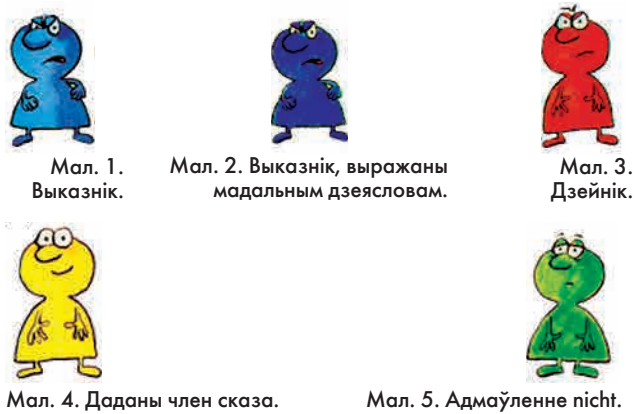 Мал. 1.
Выказнік.
Мал. 2. Выказнік, выражаны
мадальным дзеясловам.
Мал. 3.
Дзейнік.
Мал. 4. Даданы член сказа.
Мал. 5. Адмаўленне nicht.